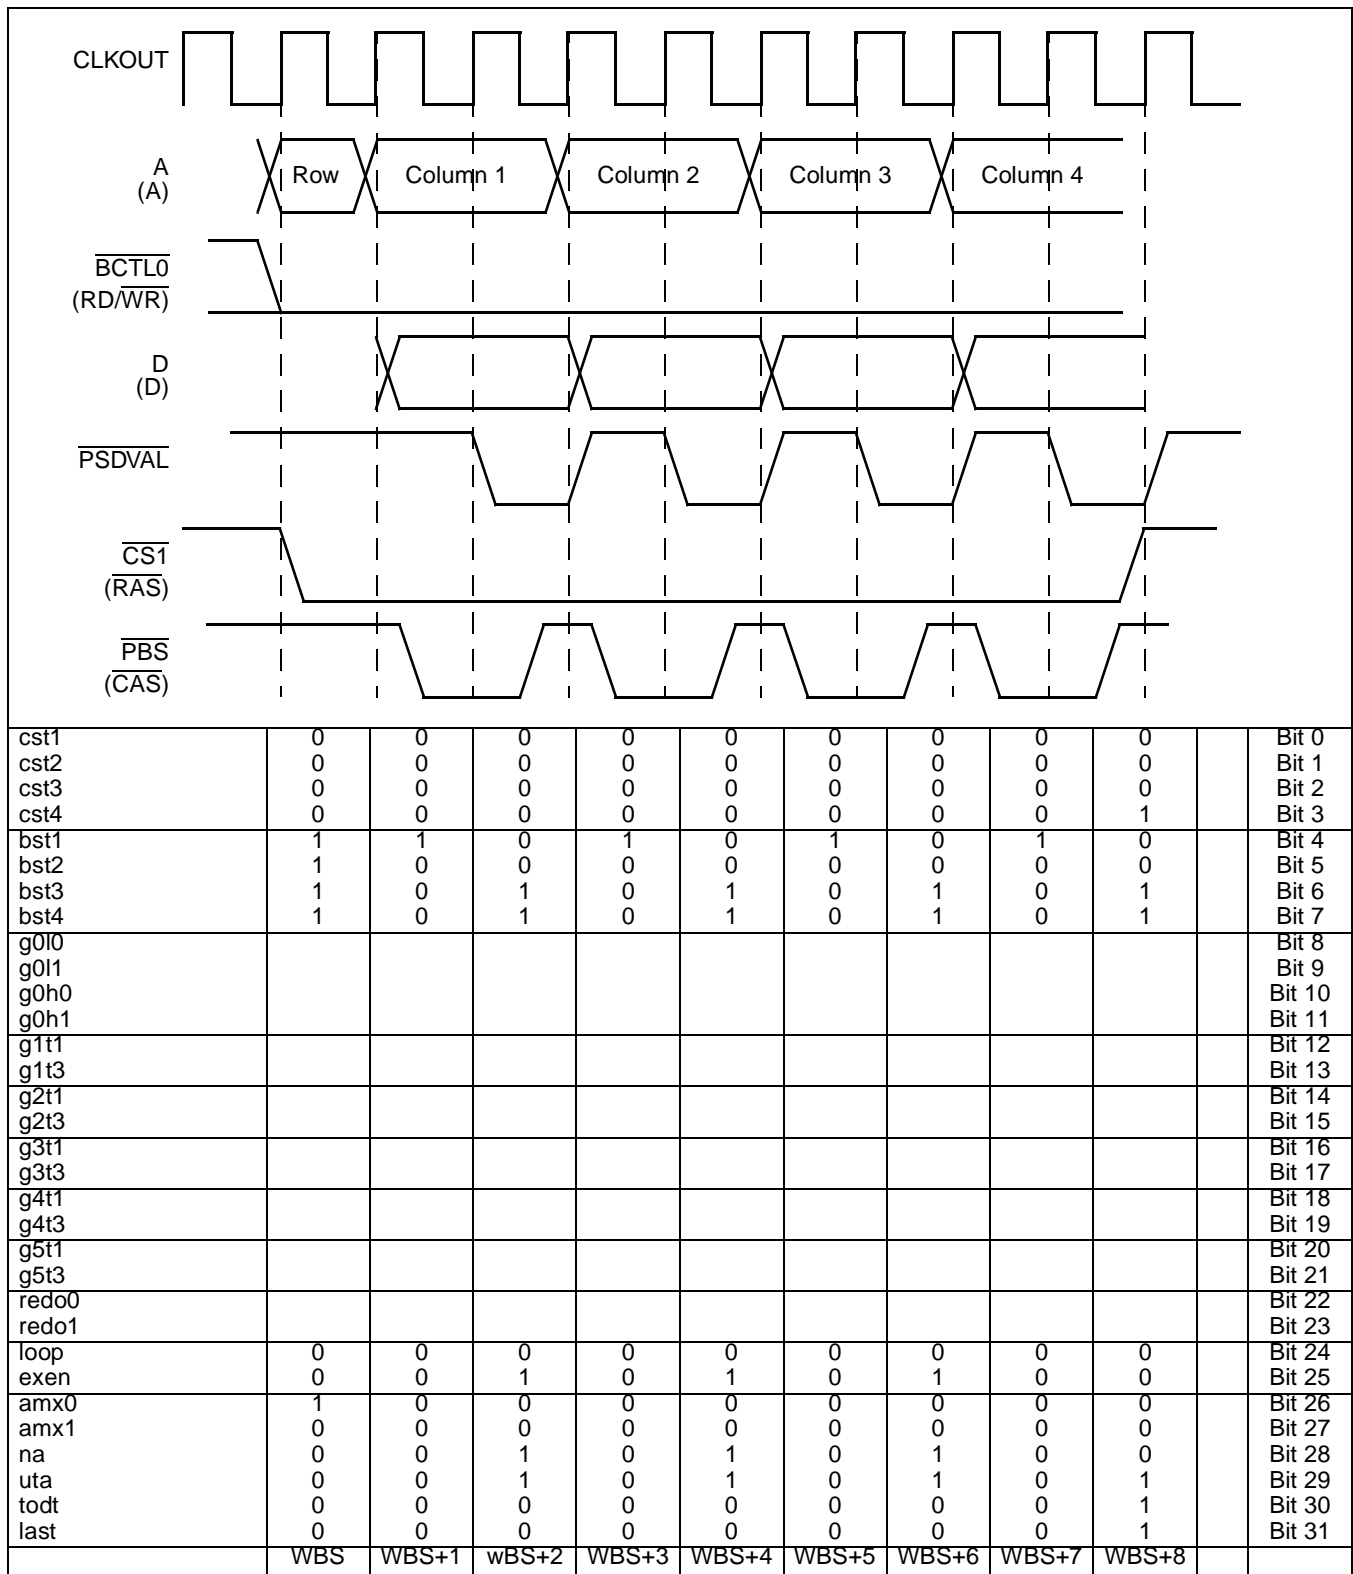 CLKOUT
A
(A)
Row Column 1 Column 2 Column 3 Column 4
BCTL0
(RD/WR)
D
(D)
PSDVAL
CS1
(RAS)
PBS
(CAS)
cst1 0 0 0 0 0 0 0 0 0 Bit 0
cst2 0 0 0 0 0 0 0 0 0 Bit 1
cst3 0 0 0 0 0 0 0 0 0 Bit 2
cst4 0 0 0 0 0 0 0 0 1 Bit 3
bst1 1 1 0 1 0 1 0 1 0 Bit 4
bst2 1 0 0 0 0 0 0 0 0 Bit 5
bst3 1 0 1 0 1 0 1 0 1 Bit 6
bst4 1 0 1 0 1 0 1 0 1 Bit 7
g0l0 Bit 8
g0l1 Bit 9
g0h0 Bit 10
g0h1 Bit 11
g1t1 Bit 12
g1t3 Bit 13
g2t1 Bit 14
g2t3 Bit 15
g3t1 Bit 16
g3t3 Bit 17
g4t1 Bit 18
g4t3 Bit 19
g5t1 Bit 20
g5t3 Bit 21
redo0 Bit 22
redo1 Bit 23
loop 0 0 0 0 0 0 0 0 0 Bit 24
exen 0 0 1 0 1 0 1 0 0 Bit 25
amx0 1 0 0 0 0 0 0 0 0 Bit 26
amx1 0 0 0 0 0 0 0 0 0 Bit 27
na 0 0 1 0 1 0 1 0 0 Bit 28
uta 0 0 1 0 1 0 1 0 1 Bit 29
todt 0 0 0 0 0 0 0 0 1 Bit 30
last 0 0 0 0 0 0 0 0 1 Bit 31
WBS WBS+1 wBS+2 WBS+3 WBS+4 WBS+5 WBS+6 WBS+7 WBS+8